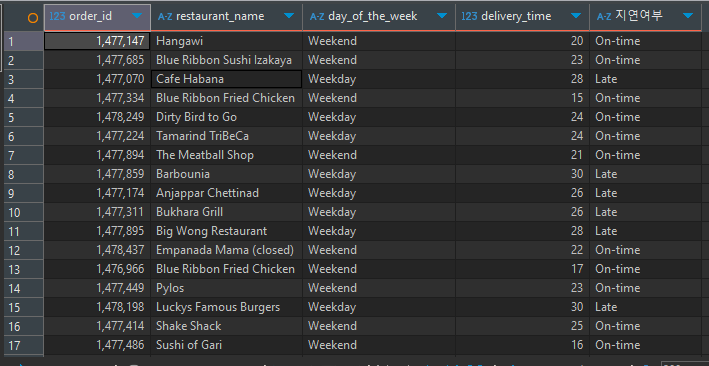 123 order_id A-Z restaurant_name A-Z day_of_the_week 123 delivery_time A-Z 지연여부
1 1,477,147 Hangawi Weekend 20 On-time
2 1,477,685 Blue Ribbon Sushi Izakaya Weekend 23 On-time
3 1,477,070 Cafe Habana Weekday 28 Late
4 1,477,334 Blue Ribbon Fried Chicken Weekend 15 On-time
5 1,478,249 Dirty Bird to Go Weekday 24 On-time
6 1,477,224 Tamarind TriBeCa Weekday 24 On-time
7 1,477,894 The Meatball Shop Weekend 21 On-time
8 1,477,859 Barbounia Weekday 30 Late
9 1,477,174 Anjappar Chettinad Weekday 26 Late
10 1,477,311 Bukhara Grill Weekday 26 Late
11 1,477,895 Big Wong Restaurant Weekday 28 Late
12 1,478,437 Empanada Mama (closed) Weekend 22 On-time
13 1,476,966 Blue Ribbon Fried Chicken Weekend 17 On-time
14 1,477,449 Pylos Weekend 23 On-time
15 1,478,198 Luckys Famous Burgers Weekday 30 Late
16 1,477,414 Shake Shack Weekend 25 On-time
17 1,477,486 Sushi of Gari Weekend 16 On-time